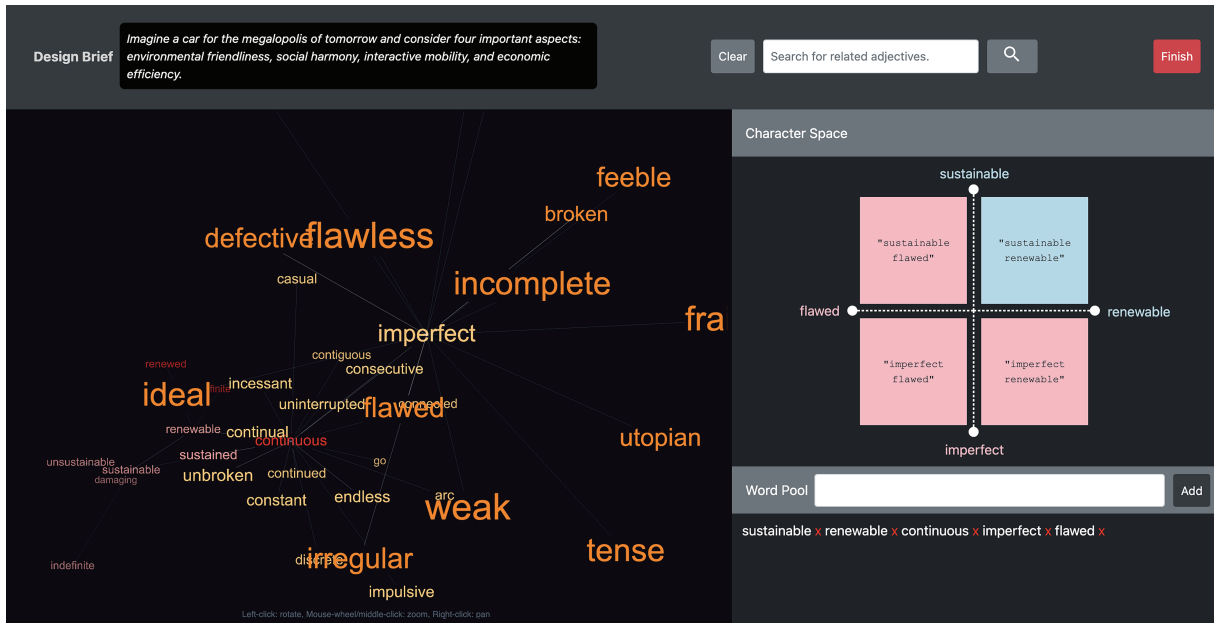 Design Brief
Imagine a car for the megalopolis of tomorrow and consider four important aspects:
environmental friendliness, social harmony, interactive mobility, and economic
efficiency.
Clear
Search for related adjectives.
Finish
Character Space
sustainable
"sustainable
flawed"
"sustainable
renewable"
flawed
renewable
"imperfect
flawed"
"imperfect
renewable"
imperfect
Word Pool
Add
sustainable x renewable x continuous x imperfect x flawed x
feeble
broken
defective
flawless
casual
incomplete
fra
imperfect
contiguous
consecutive
renewed
ideal
finite
incessant
uninterrupted
flawed
connected
renewable
continual
continuous
utopian
sustained
unsustainable
sustainable
damaging
unbroken
continued
go
constant
endless
arc
weak
discrete
irregular
tense
indefinite
impulsive
Left-click: rotate, Mouse-wheel/middle-click: zoom, Right-click: pan